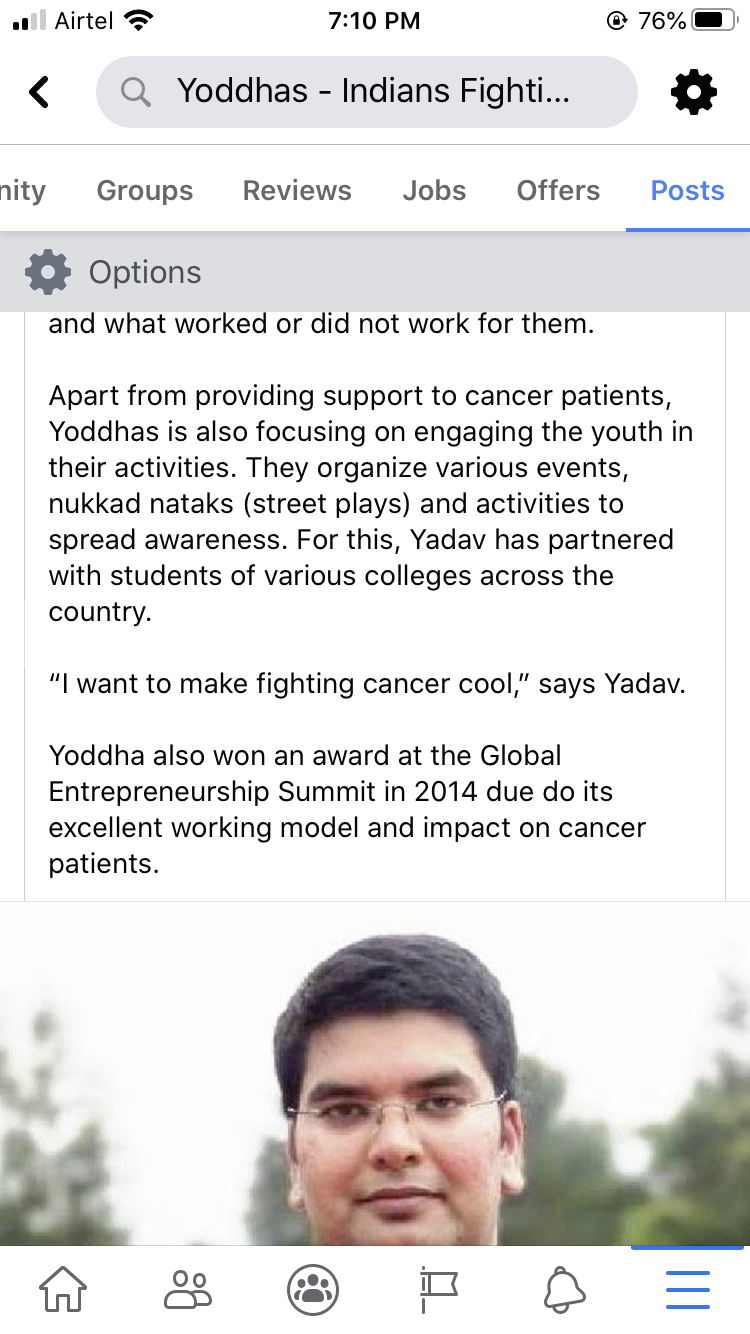 Airtel 7:10 PM 76%
Yoddhas - Indians Fighti...
nity Groups Reviews Jobs Offers Posts
Options
and what worked or did not work for them.
Apart from providing support to cancer patients,
Yoddhas is also focusing on engaging the youth in
their activities. They organize various events,
nukkad nataks (street plays) and activities to
spread awareness. For this, Yadav has partnered
with students of various colleges across the
country.
“I want to make fighting cancer cool,” says Yadav.
Yoddha also won an award at the Global
Entrepreneurship Summit in 2014 due do its
excellent working model and impact on cancer
patients.